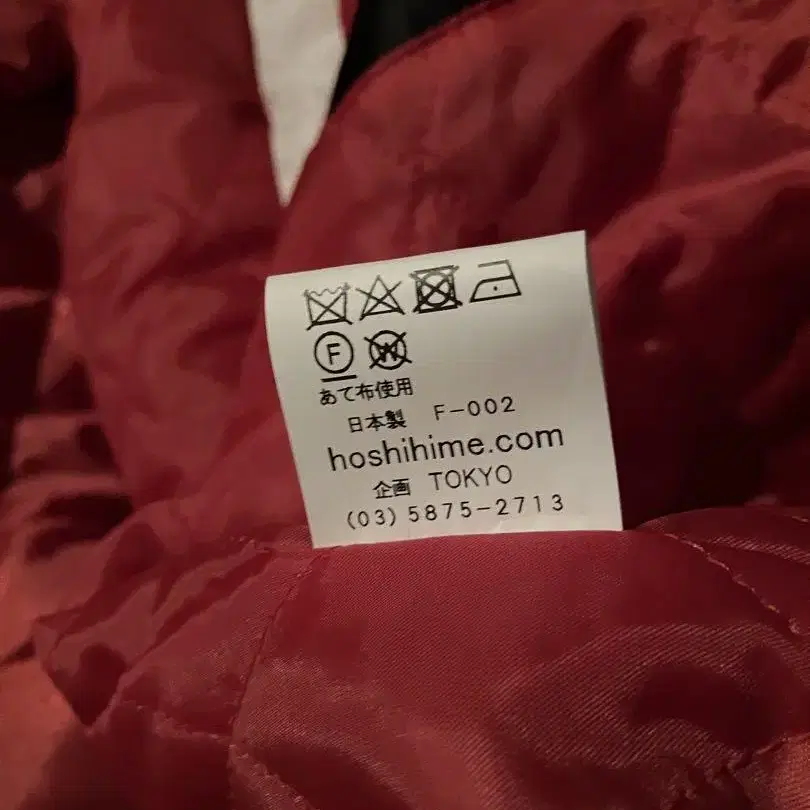 F W
あて布使用
日本製 F-002
hoshihime.com
企画 TOKYO
(03)5875-2713